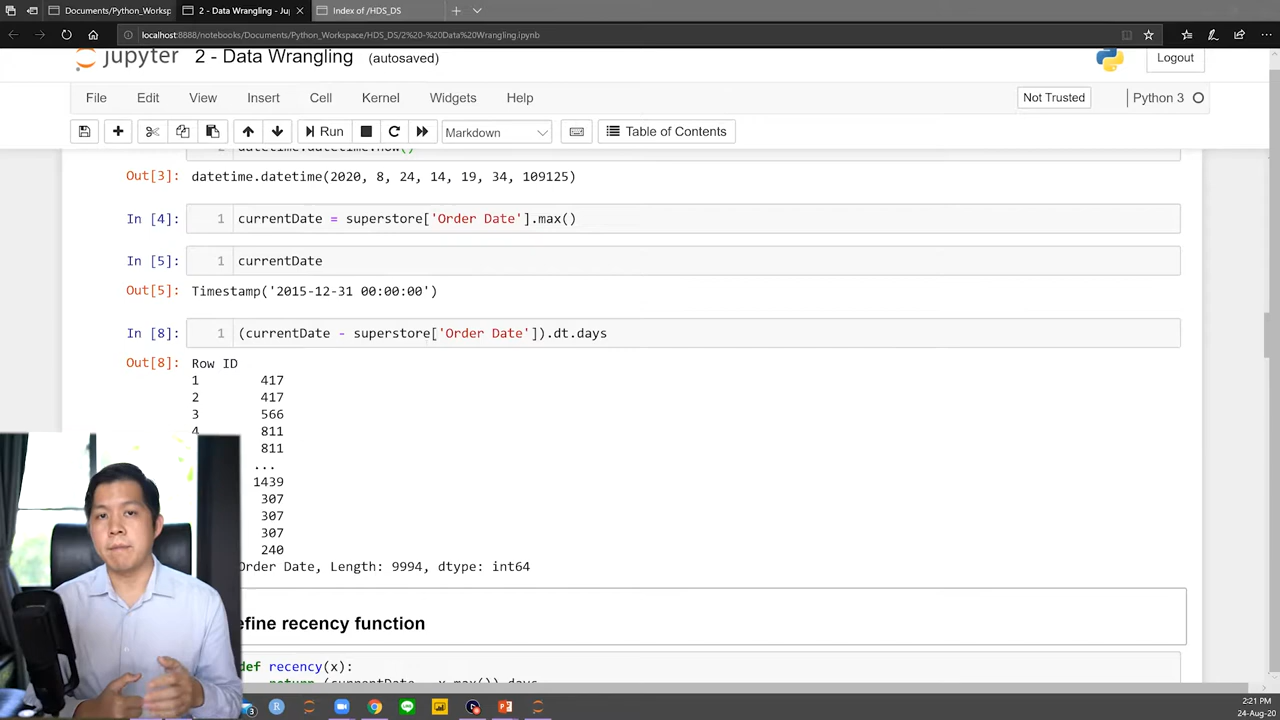 Documents/Python_Worksp
2 - Data Wrangling - Ju
Index of /HDS_DS
localhost:8888/notebooks/Documents/Python_Workspace/HDS_DS/2%20-%20Data%20Wrangling.ipynb
jupyter 2 - Data Wrangling (autosaved)
Logout
File Edit View Insert Cell Kernel Widgets Help
Not Trusted
Python 3
Run
Markdown
Table of Contents
2 datetime.datetime.now()
Out[3]: datetime.datetime(2020, 8, 24, 14, 19, 34, 109125)
In [4]: 1 currentDate = superstore['Order Date'].max()
In [5]: 1 currentDate
Out[5]: Timestamp('2015-12-31 00:00:00')
In [8]: 1 (currentDate - superstore['Order Date']).dt.days
Out[8]: Row ID
1 417
2 417
3 566
4 811
811
...
1439
307
307
307
240
Order Date, Length: 9994, dtype: int64
efine recency function
def recency(x):
return (currentDate - x.max()).days
2:21 PM
24-Aug-20